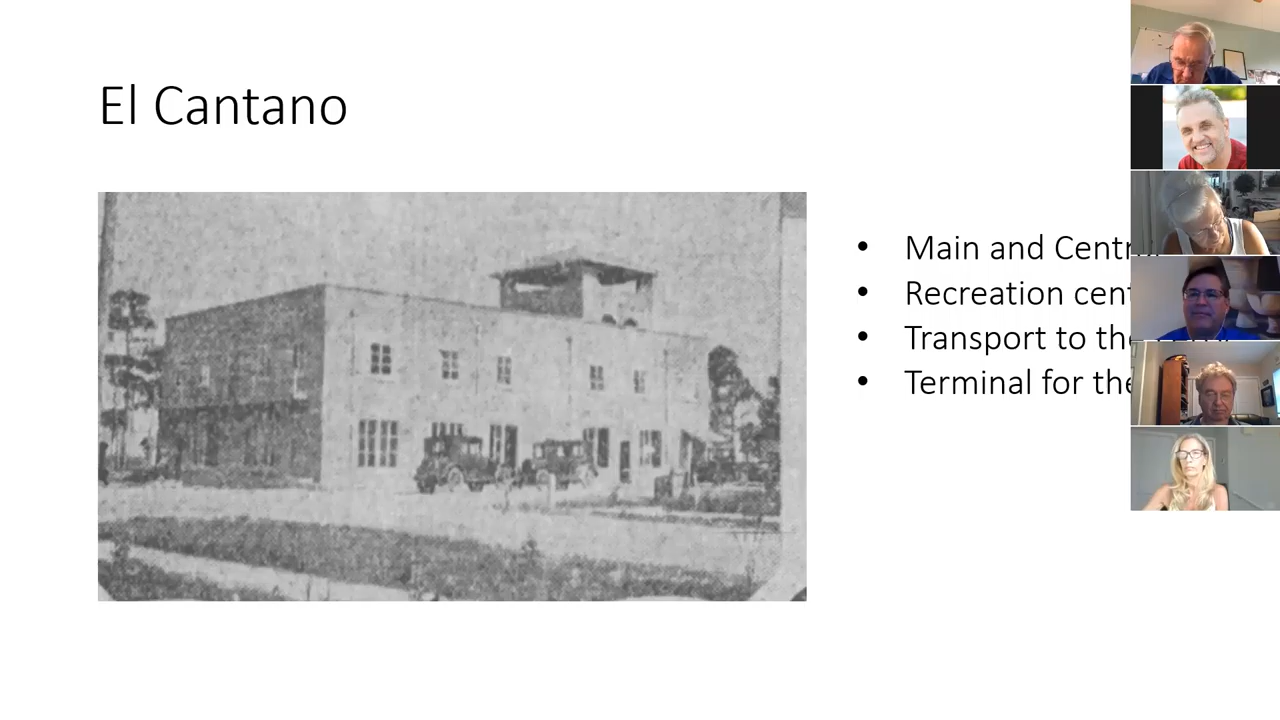 El Cantano
• Main and Centr
• Recreation cent
• Transport to the
• Terminal for the